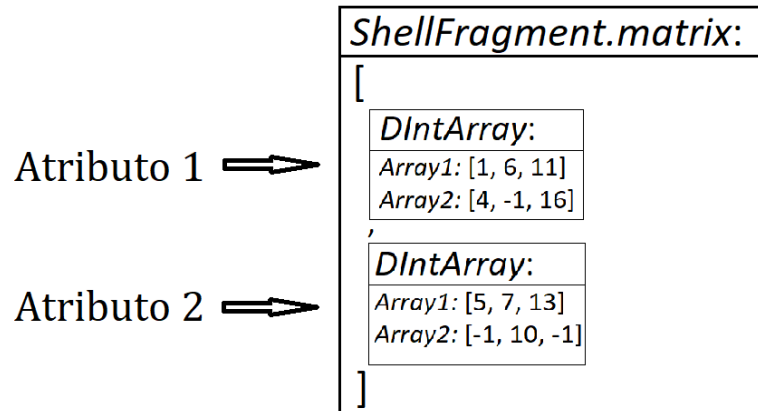 ShellFragment.matrix:
[
DIntArray:
Atributo 1
Array1: [1, 6, 11]
Array2: [4, -1, 16]
,
DIntArray:
Atributo 2
Array1: [5, 7, 13]
Array2: [-1, 10, -1]
]